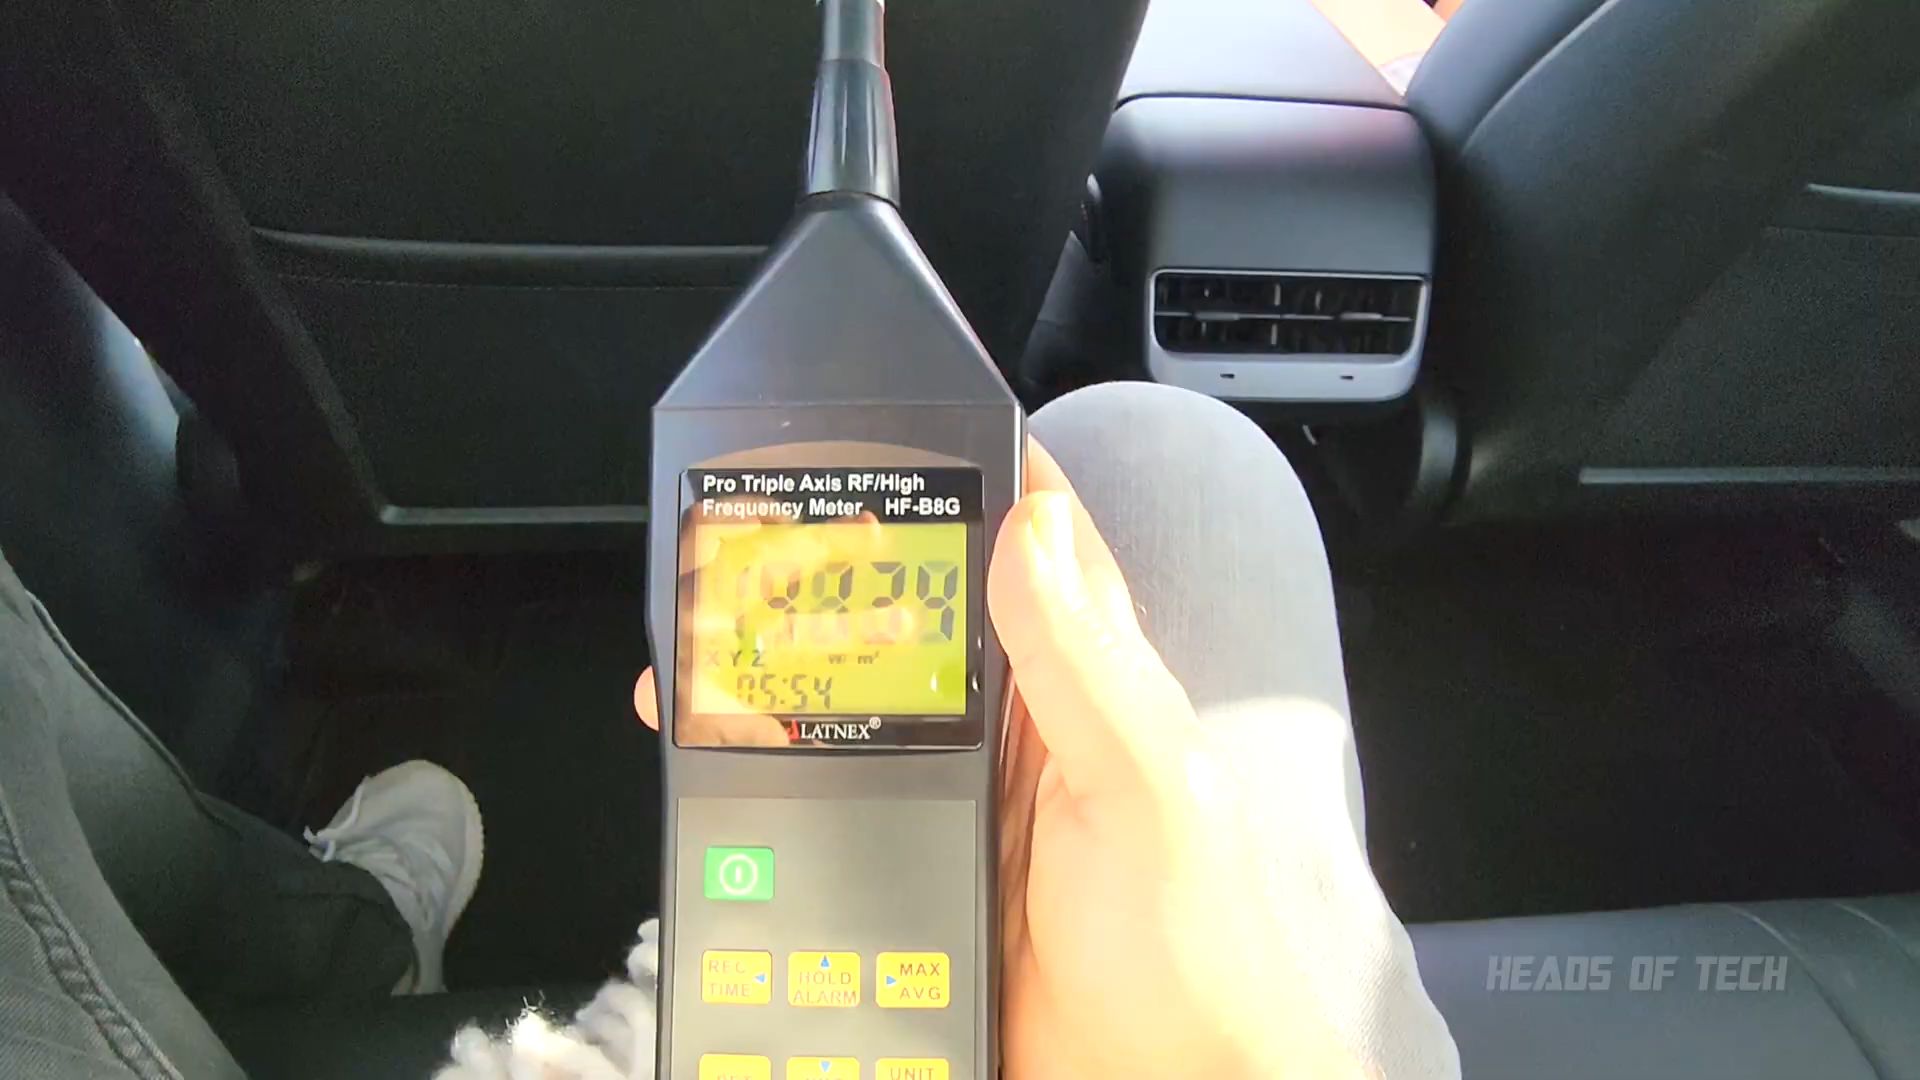 Pro Triple Axis RF/High
Frequency Meter HF-B8G
X Y Z
m²
05:54
LATNEX®
REC
TIME
HOLD
ALARM
MAX
AVG
UNIT
HEADS OF TECH